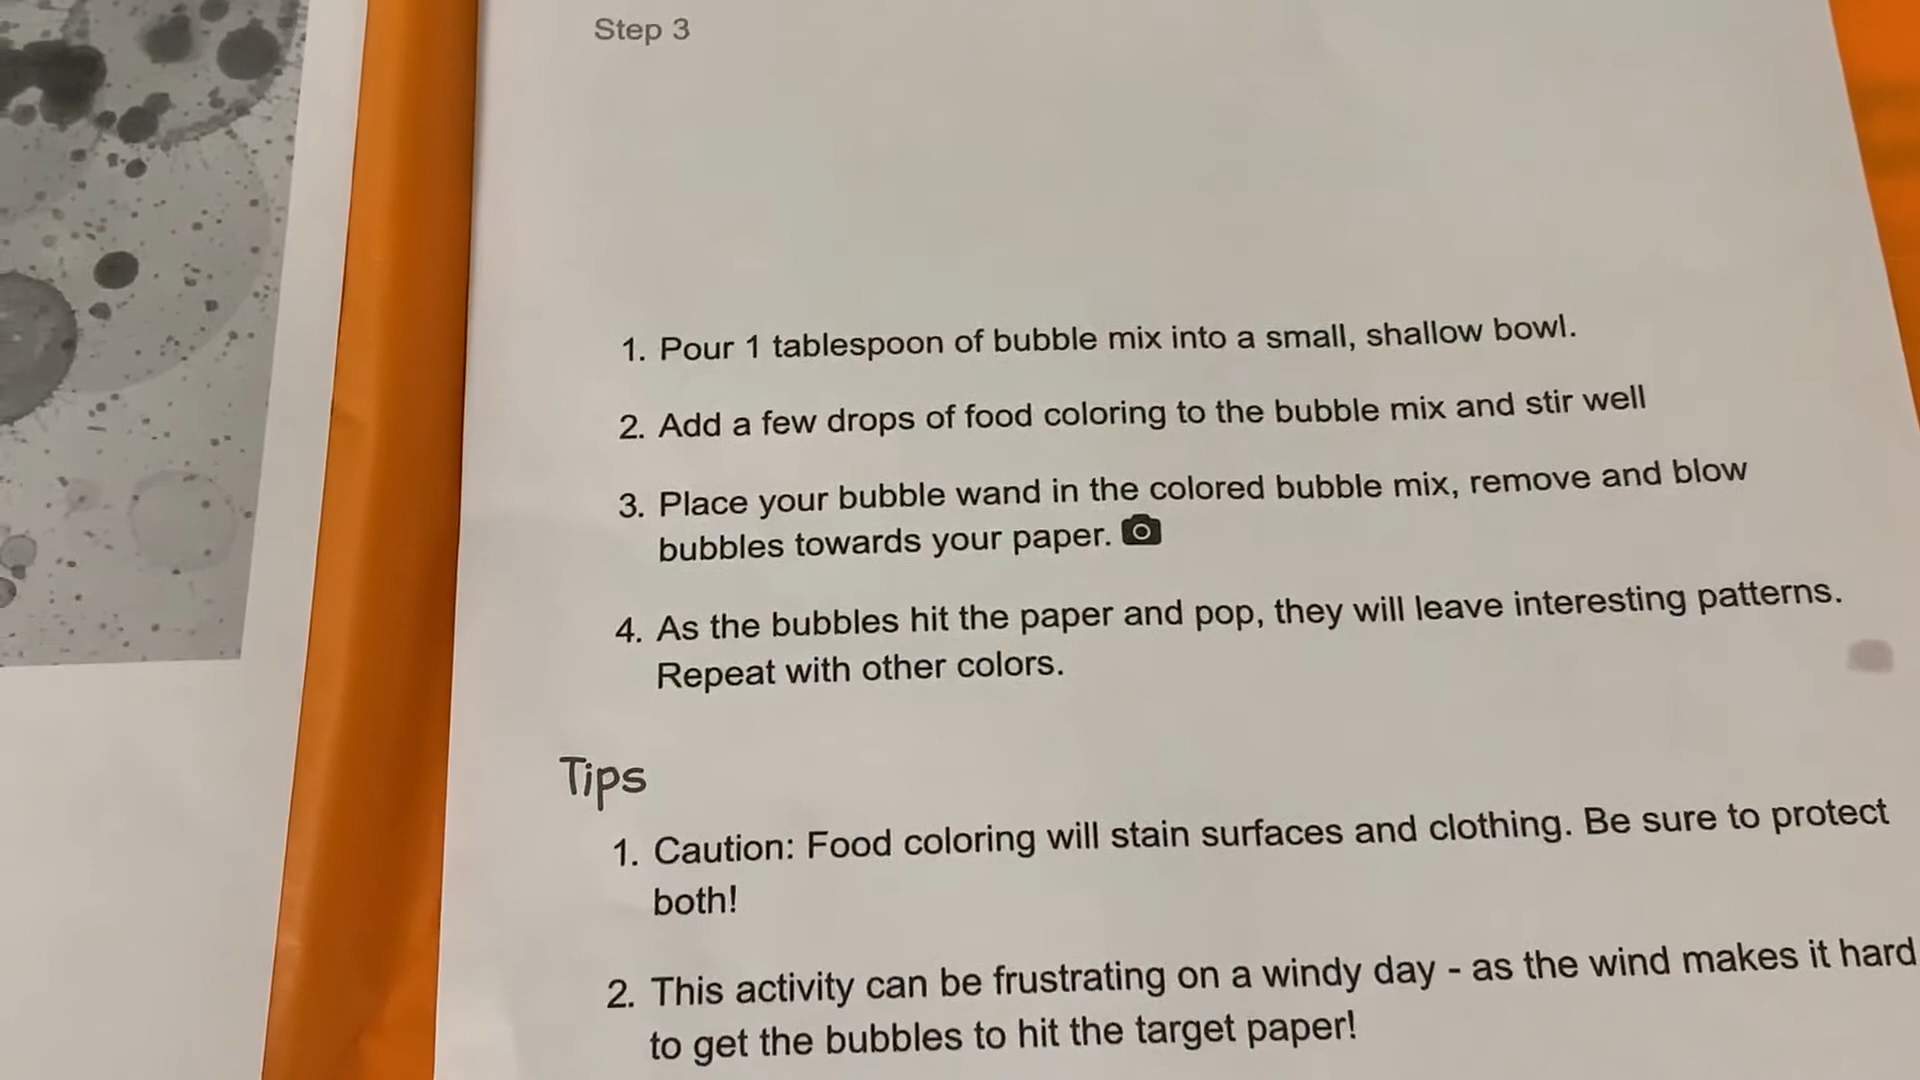 Step 3
1. Pour 1 tablespoon of bubble mix into a small, shallow bowl.
2. Add a few drops of food coloring to the bubble mix and stir well
3. Place your bubble wand in the colored bubble mix, remove and blow
bubbles towards your paper.
4. As the bubbles hit the paper and pop, they will leave interesting patterns.
Repeat with other colors.
Tips
1. Caution: Food coloring will stain surfaces and clothing. Be sure to protect
both!
2. This activity can be frustrating on a windy day - as the wind makes it hard
to get the bubbles to hit the target paper!